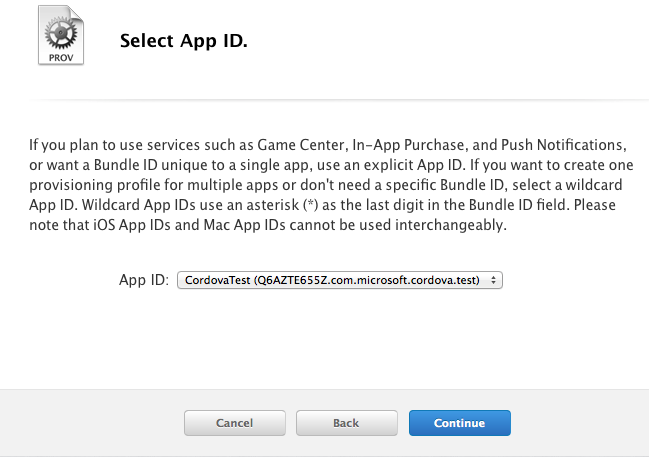 PROV
Select App ID.
If you plan to use services such as Game Center, In-App Purchase, and Push Notifications,
or want a Bundle ID unique to a single app, use an explicit App ID. If you want to create one
provisioning profile for multiple apps or don't need a specific Bundle ID, select a wildcard
App ID. Wildcard App IDs use an asterisk (*) as the last digit in the Bundle ID field. Please
note that iOS App IDs and Mac App IDs cannot be used interchangeably.
App ID: CordovaTest (Q6AZTE655Z.com.microsoft.cordova.test)
Cancel Back Continue